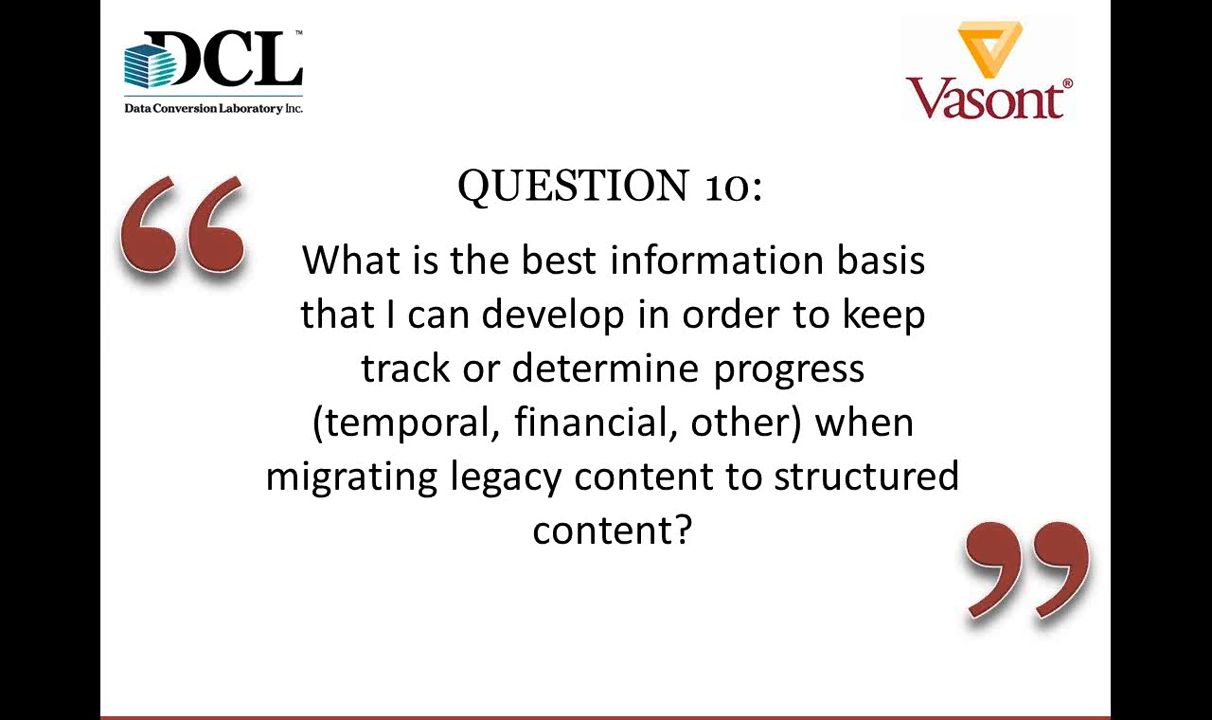 DCL™
Data Conversion Laboratory Inc.
Vasont®
“
QUESTION 10:
What is the best information basis
that I can develop in order to keep
track or determine progress
(temporal, financial, other) when
migrating legacy content to structured
content?
”